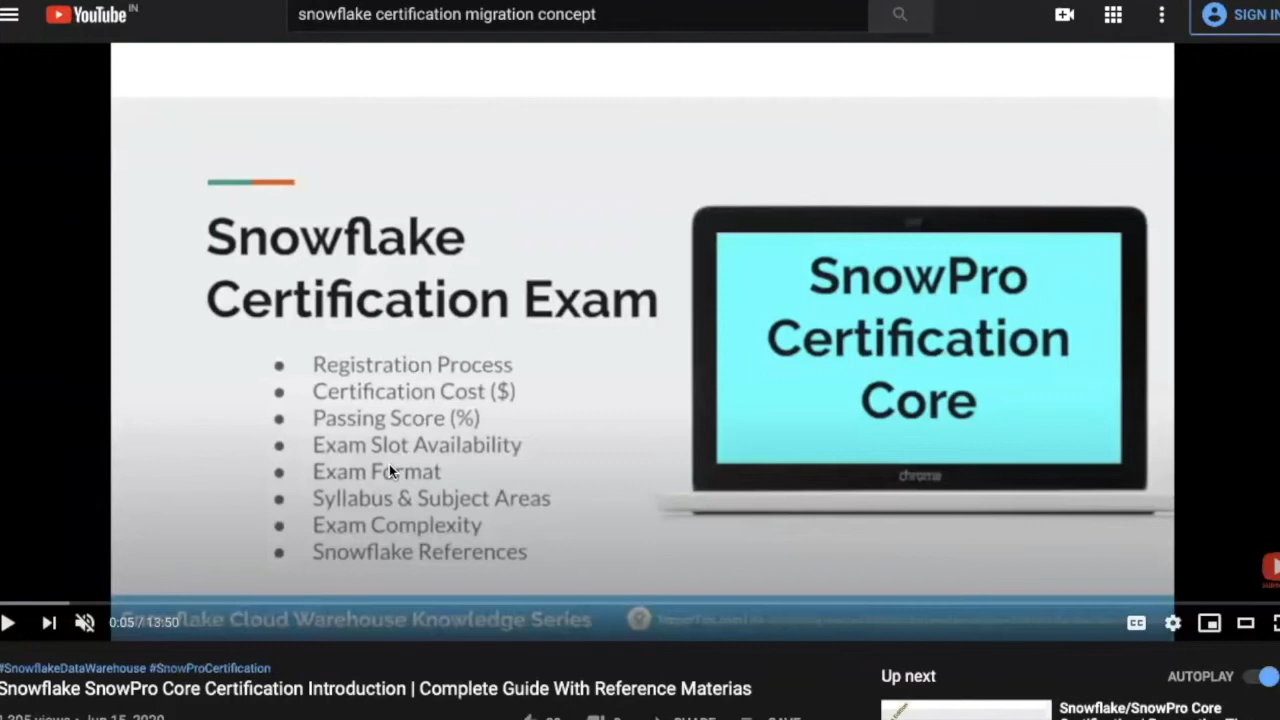 YouTube IN
snowflake certification migration concept
SIGN IN
Snowflake
Certification Exam
Registration Process
Certification Cost ($)
Passing Score (%)
Exam Slot Availability
Exam Format
Syllabus & Subject Areas
Exam Complexity
Snowflake References
SnowPro
Certification
Core
chrome
Snowflake Cloud Warehouse Knowledge Series
0:05 / 13:50
CC
#SnowflakeDataWarehouse #SnowProCertification
Snowflake SnowPro Core Certification Introduction | Complete Guide With Reference Materias
Up next
AUTOPLAY
Snowflake/SnowPro Core